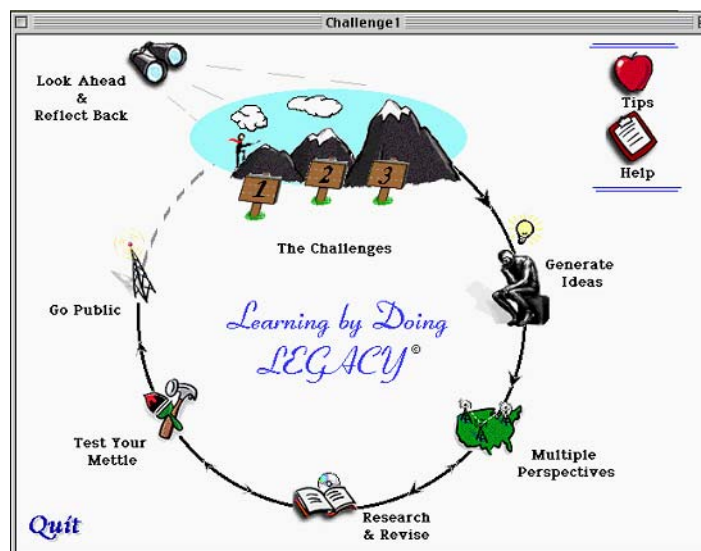 Challenge1
Look Ahead
&
Reflect Back
Tips
Help
1
2
3
The Challenges
Generate
Ideas
Go Public
Learning by Doing
LEGACY©
Test Your
Mettle
Multiple
Perspectives
Research
& Revise
Quit